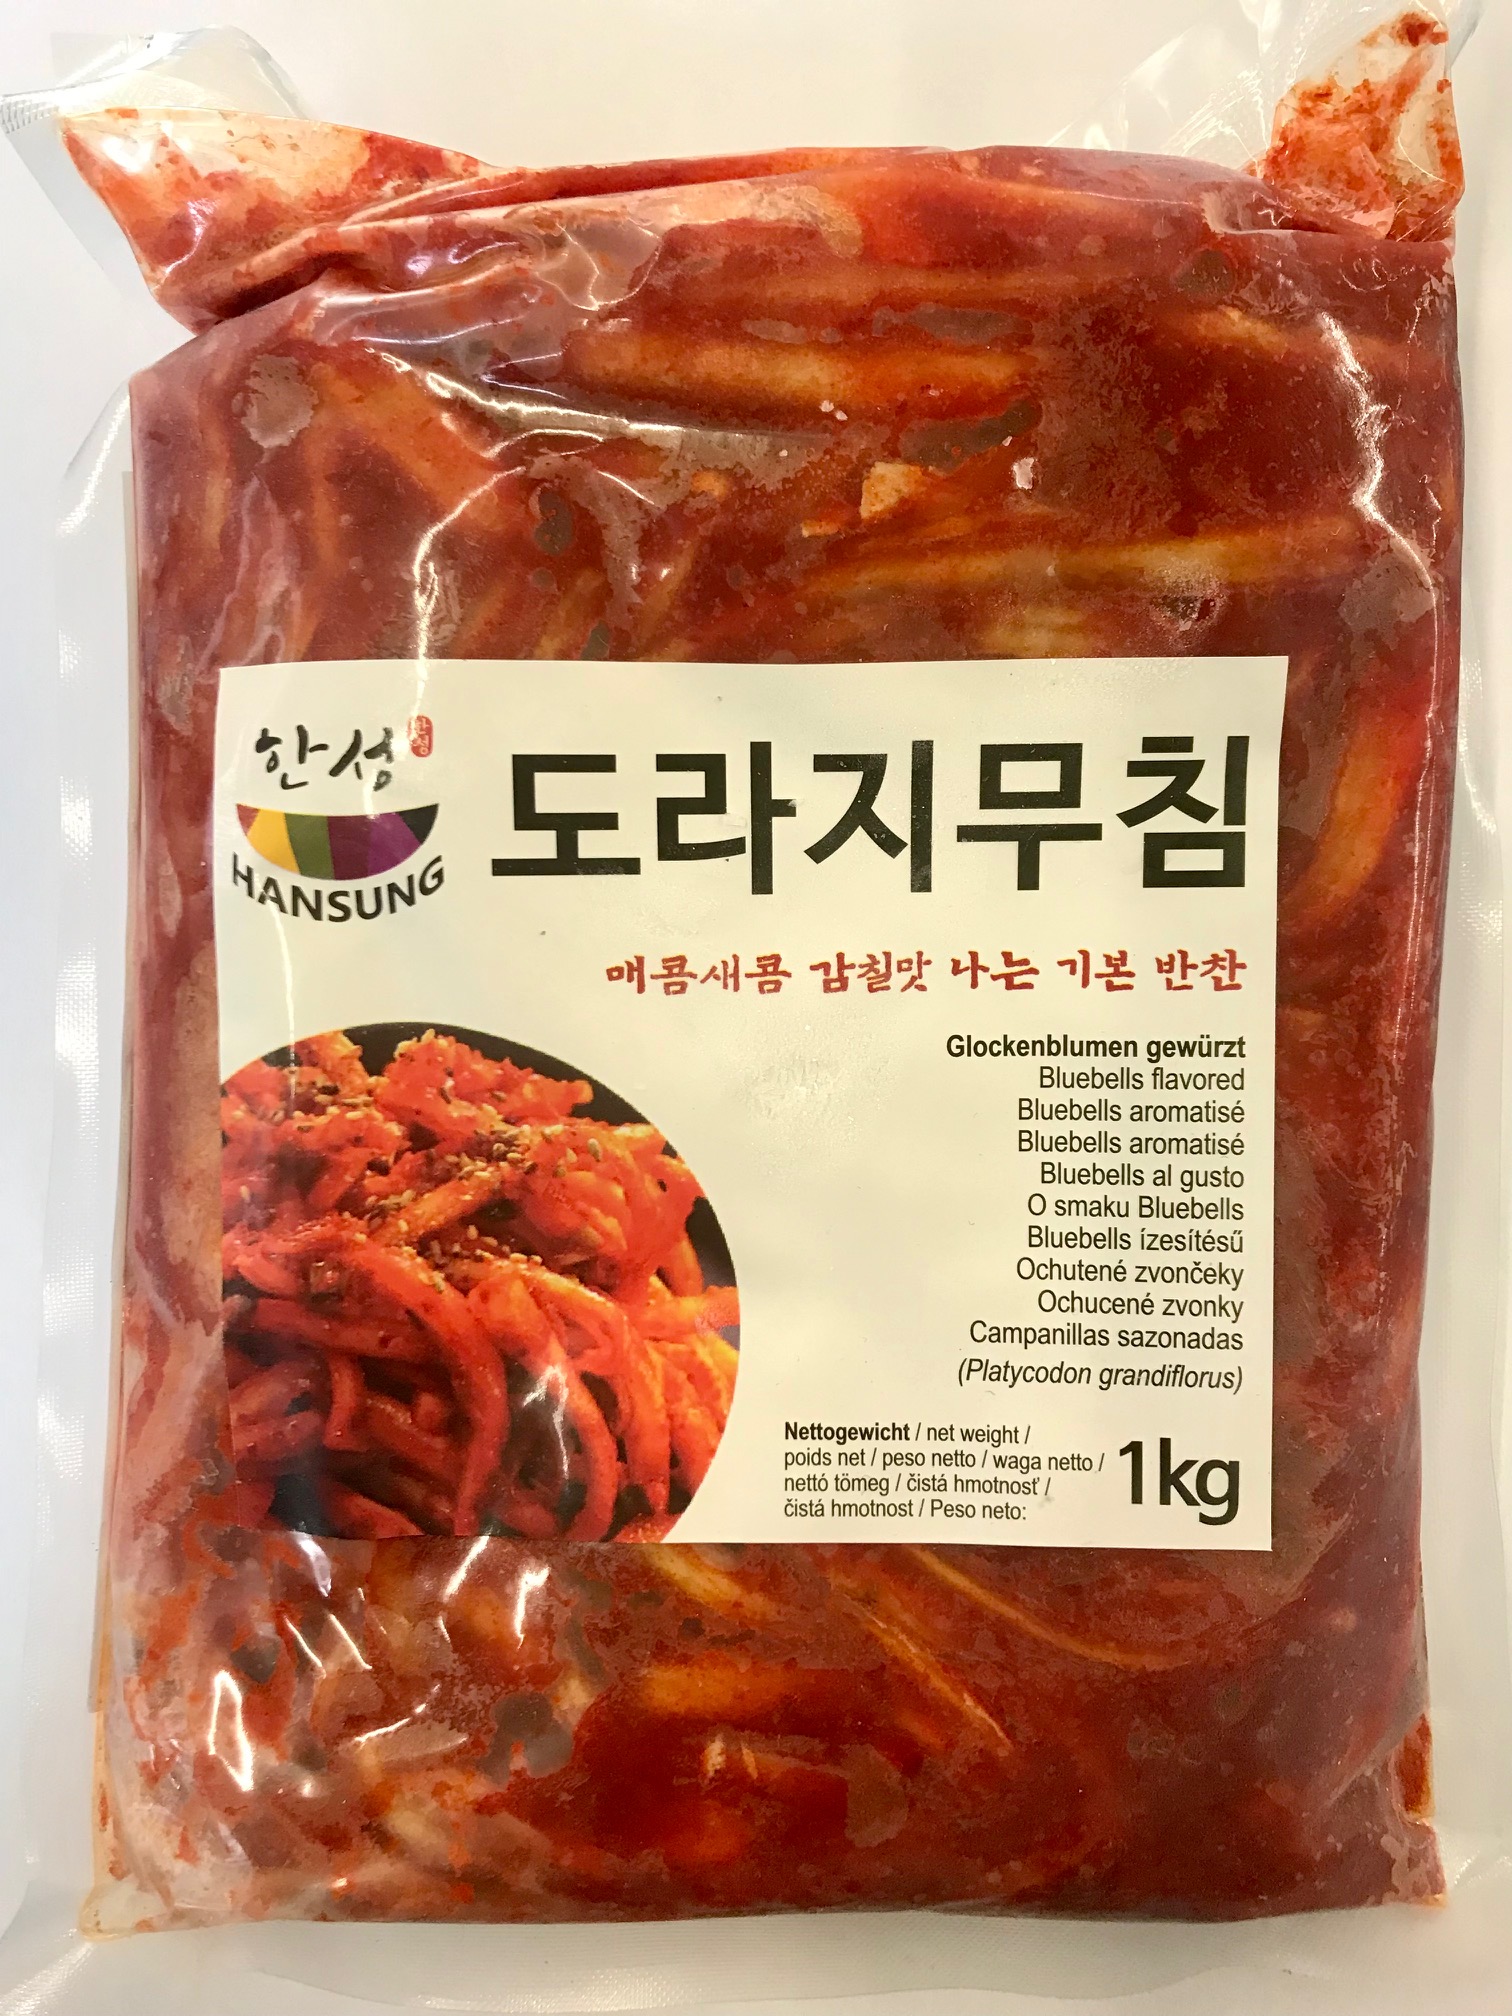 한성
한성
HANSUNG
도라지무침
매콤새콤 감칠맛 나는 기본 반찬
Glockenblumen gewürzt
Bluebells flavored
Bluebells aromatisé
Bluebells aromatisé
Bluebells al gusto
O smaku Bluebells
Bluebells ízesítésű
Ochutené zvončeky
Ochucené zvonky
Campanillas sazonadas
(Platycodon grandiflorus)
Nettogewicht / net weight /
poids net / peso netto / waga netto /
nettó tömeg / čistá hmotnosť /
čistá hmotnost / Peso neto:
1kg